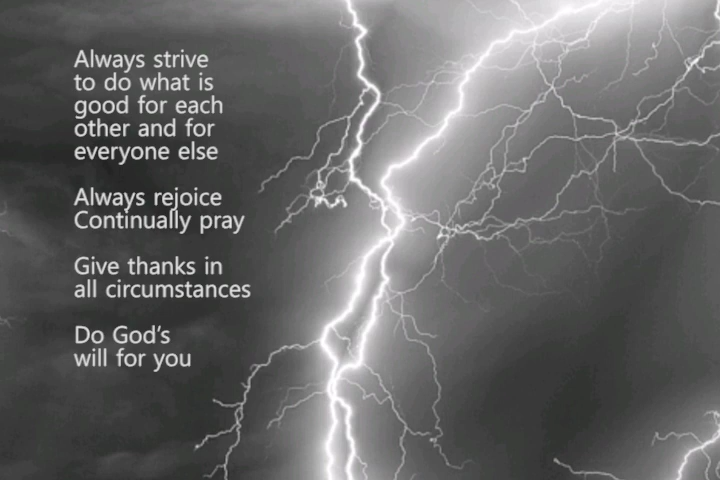 Always strive
to do what is
good for each
other and for
everyone else
Always rejoice
Continually pray
Give thanks in
all circumstances
Do God's
will for you